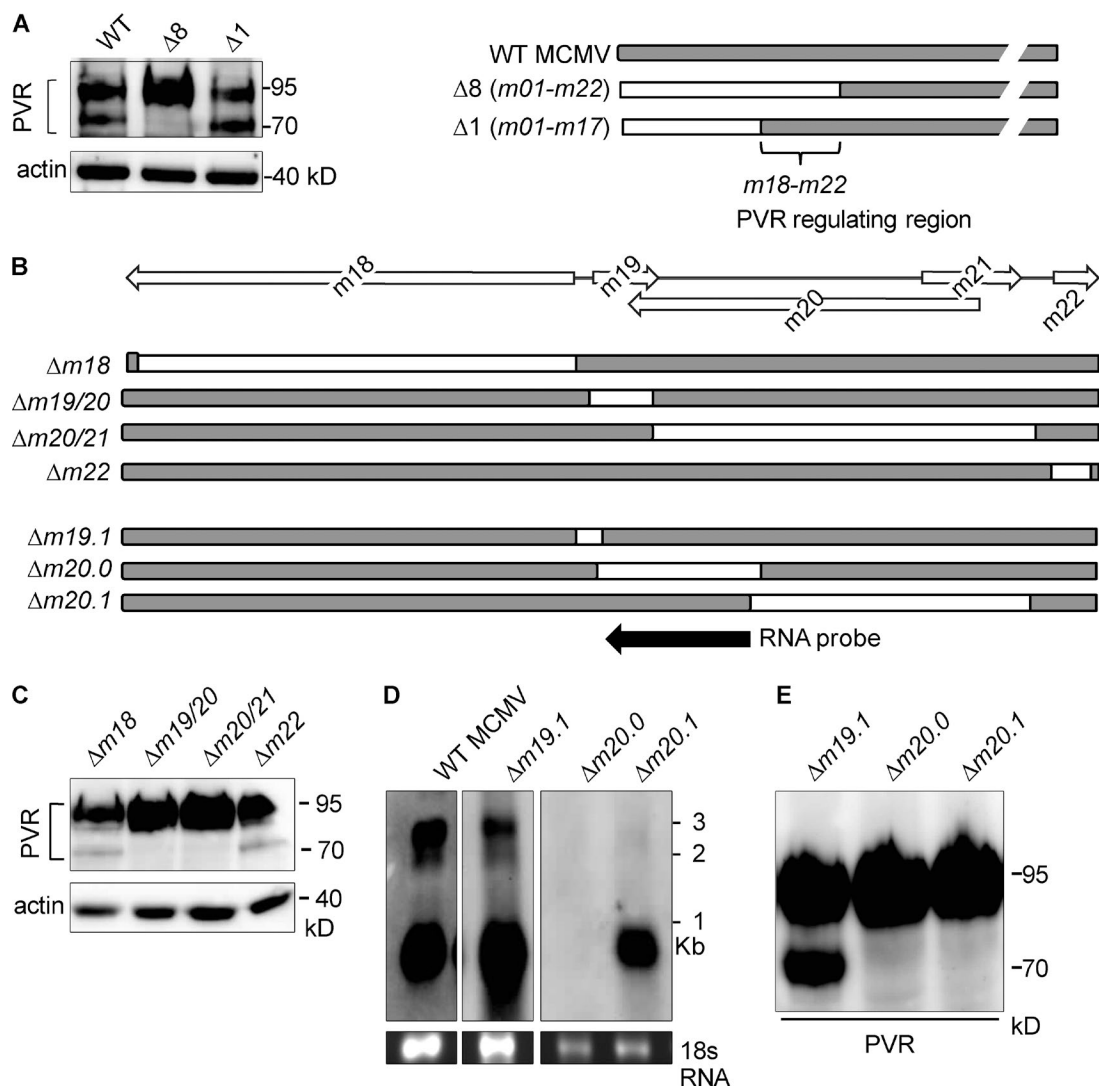 A
WT
Δ8
Δ1
PVR
-95
-70
actin
-40 kD
WT MCMV
Δ8 (m01-m22)
Δ1 (m01-m17)
m18-m22
PVR regulating region
B
m18
m19
m20
m21
m22
Δm18
Δm19/20
Δm20/21
Δm22
Δm19.1
Δm20.0
Δm20.1
RNA probe
C
Δm18
Δm19/20
Δm20/21
Δm22
PVR
- 95
- 70
actin
- 40
kD
D
WT MCMV
Δm19.1
Δm20.0
Δm20.1
- 3
- 2
- 1
Kb
18s
RNA
E
Δm19.1
Δm20.0
Δm20.1
-95
-70
kD
PVR